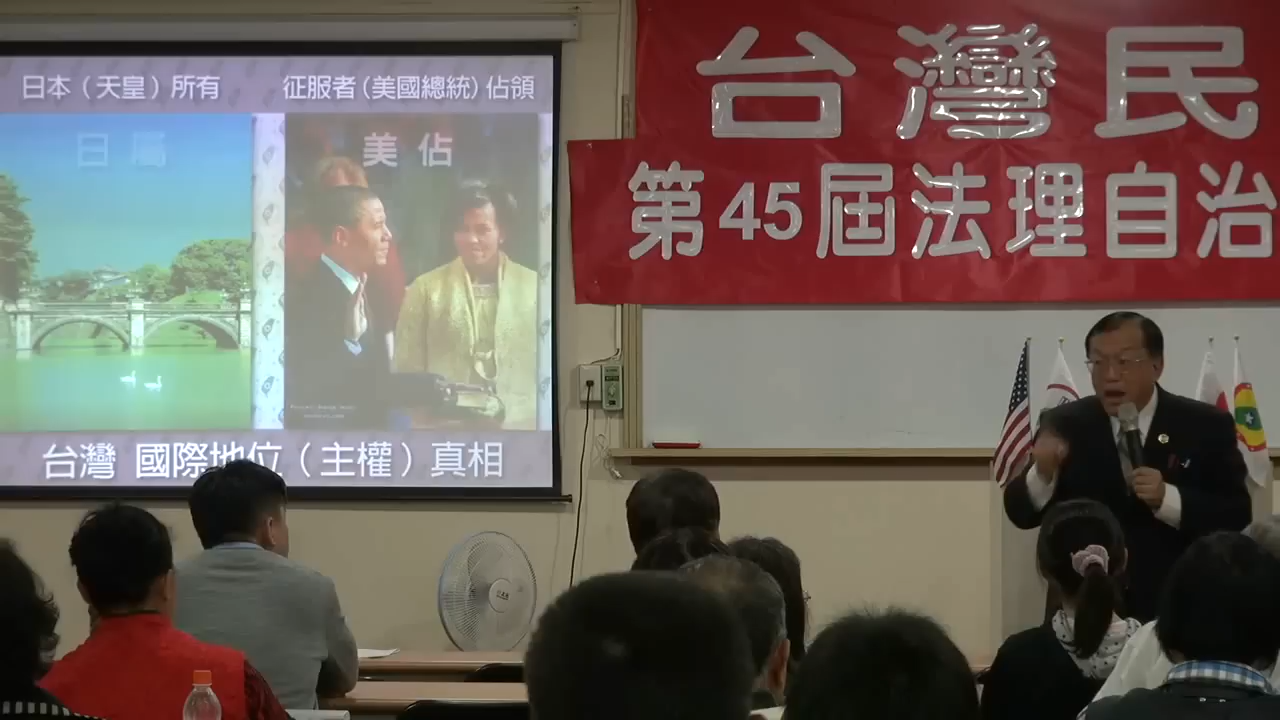 日本（天皇）所有
征服者（美國總統）佔領
日屬
美佔
台灣 國際地位（主權）真相
台灣民
第45屆法理自治